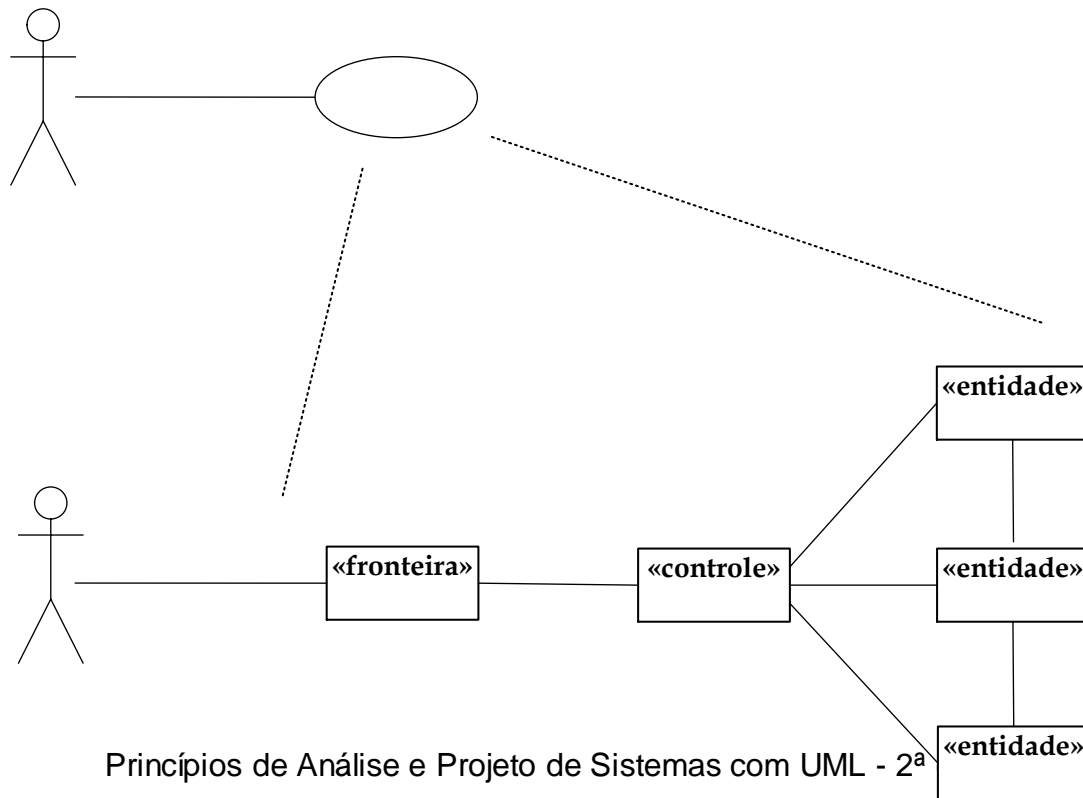 «entidade»
«fronteira»
«controle»
«entidade»
«entidade»
Princípios de Análise e Projeto de Sistemas com UML - 2ª